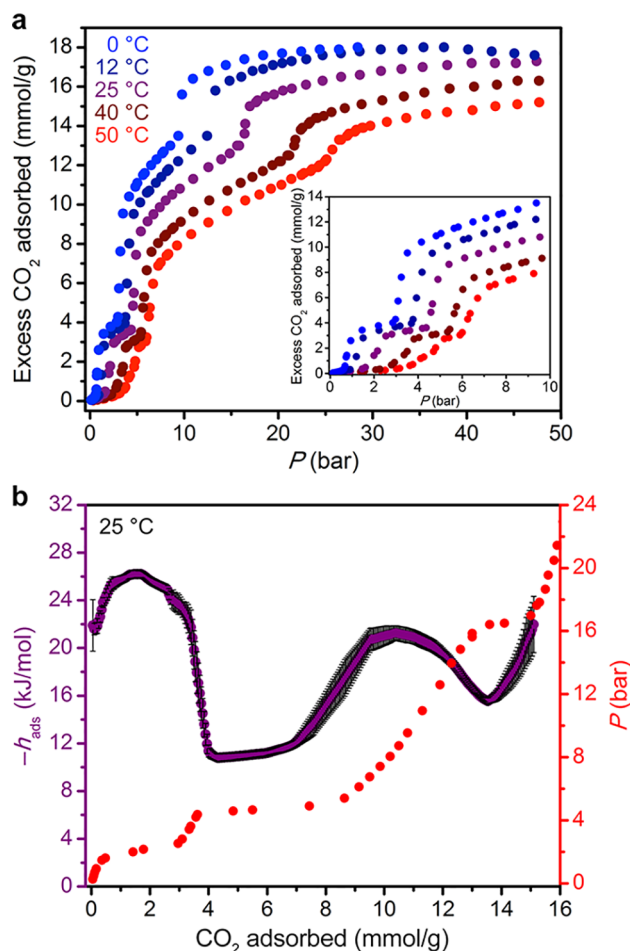 a
0 °C
12 °C
25 °C
40 °C
50 °C
Excess CO₂ adsorbed (mmol/g)
18
16
14
12
10
8
6
4
2
0
0 10 20 30 40 50
P (bar)
Excess CO₂ adsorbed (mmol/g)
14
12
10
8
6
4
2
0
0 2 4 6 8 10
P (bar)
b
25 °C
–hads (kJ/mol)
32
28
24
20
16
12
8
4
0
P (bar)
24
20
16
12
8
4
0
0 2 4 6 8 10 12 14 16
CO₂ adsorbed (mmol/g)